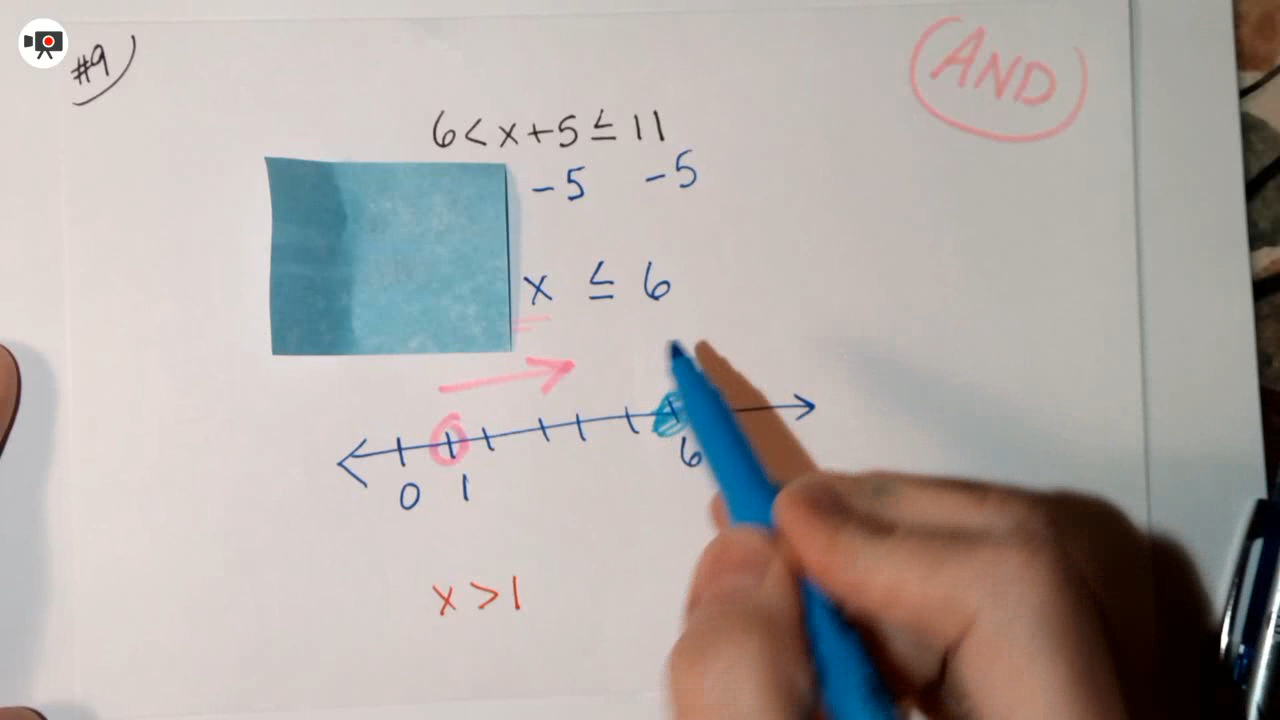 #9
AND
6 < x + 5 ≤ 11
-5 -5
x ≤ 6
0 1 6
x > 1